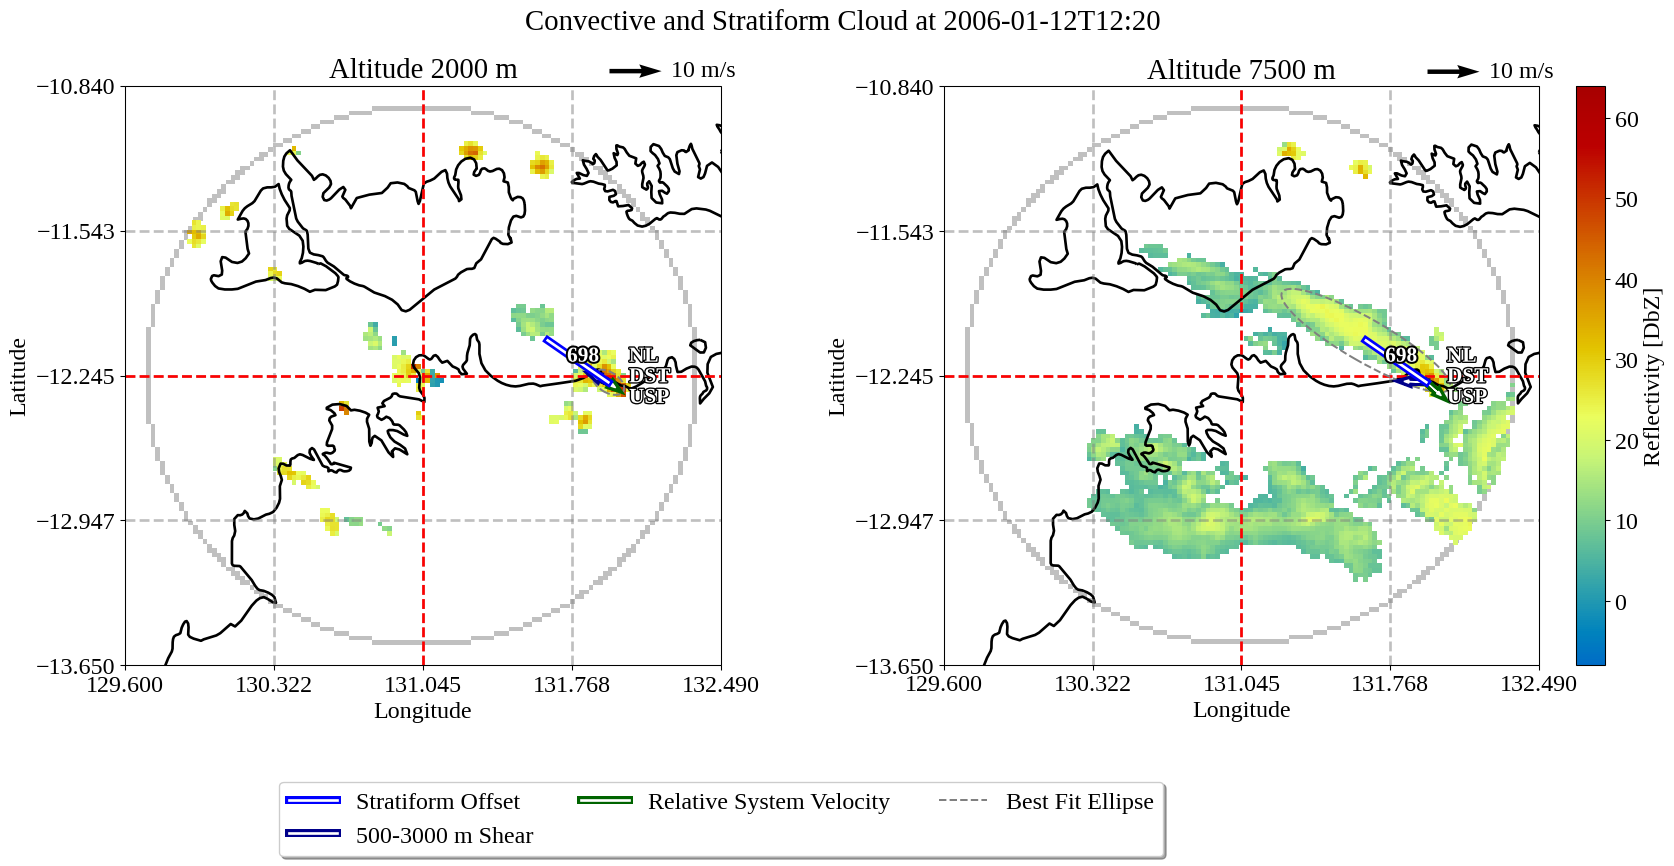 Convective and Stratiform Cloud at 2006-01-12T12:20
Altitude 2000 m
10 m/s
Altitude 7500 m
10 m/s
−10.840
−11.543
−12.245
−12.947
−13.650
129.600
130.322
131.045
131.768
132.490
Longitude
Latitude
698
NL
DST
USP
−10.840
−11.543
−12.245
−12.947
−13.650
129.600
130.322
131.045
131.768
132.490
Longitude
Latitude
698
NL
DST
USP
60
50
40
30
20
10
0
Reflectivity [DbZ]
Stratiform Offset
Relative System Velocity
Best Fit Ellipse
500-3000 m Shear